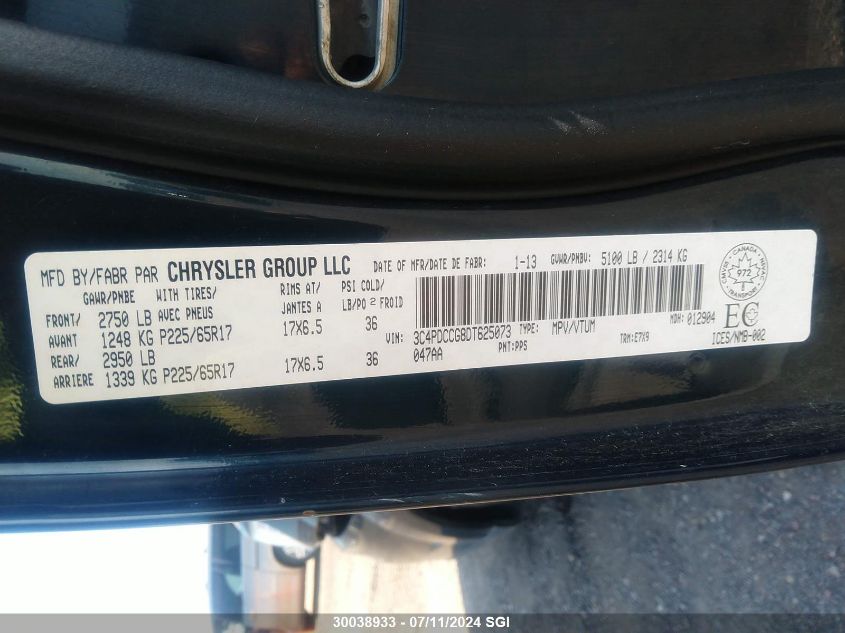 MFD BY/FABR PAR CHRYSLER GROUP LLC DATE OF MFR/DATE DE FABR: 1-13 GVWR/PNBV: 5100 LB / 2314 KG
GAWR/PNBE WITH TIRES/ RIMS AT/ PSI COLD/
AVEC PNEUS JANTES A LB/PO 2 FROID
FRONT/ 2750 LB
AVANT 1248 KG P225/65R17 17X6.5 36
REAR/ 2950 LB
ARRIERE 1339 KG P225/65R17 17X6.5 36
VIN: 3C4PDCCG8DT625073 TYPE: MPV/VTUM MDH: 012904
047AA PNT: PPS TRM: E7X9
CANADA
972
TRANSPORT
EC
ICES/NMB-002
30038933 - 07/11/2024 SGI